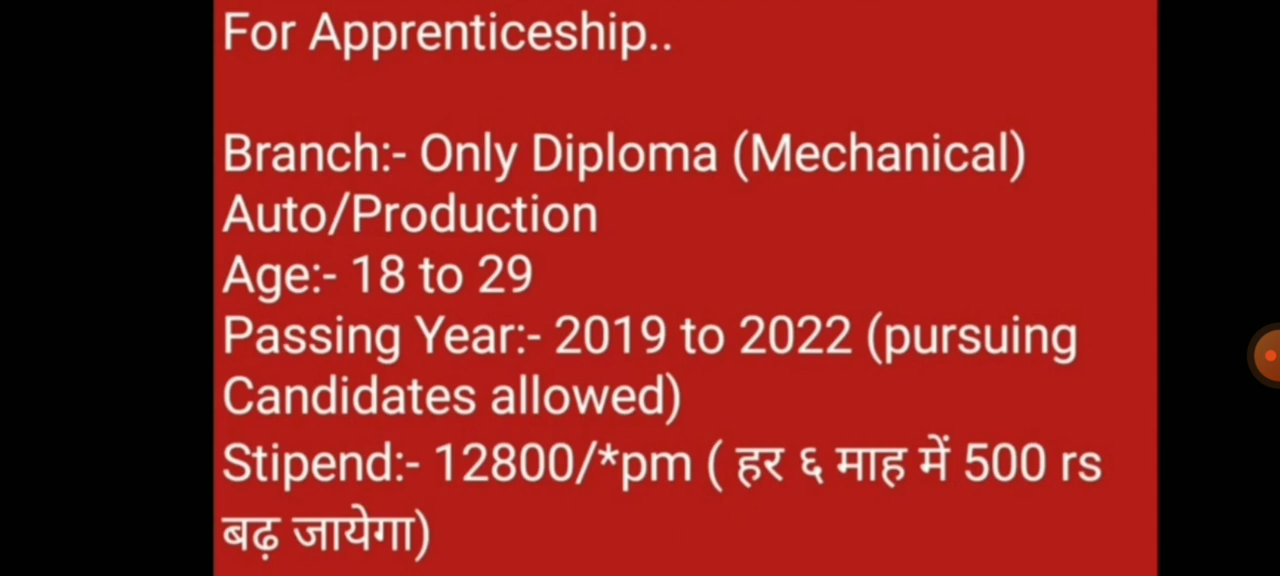 For Apprenticeship..
Branch:- Only Diploma (Mechanical)
Auto/Production
Age:- 18 to 29
Passing Year:- 2019 to 2022 (pursuing
Candidates allowed)
Stipend:- 12800/*pm ( हर ६ माह में 500 rs
बढ़ जायेगा)